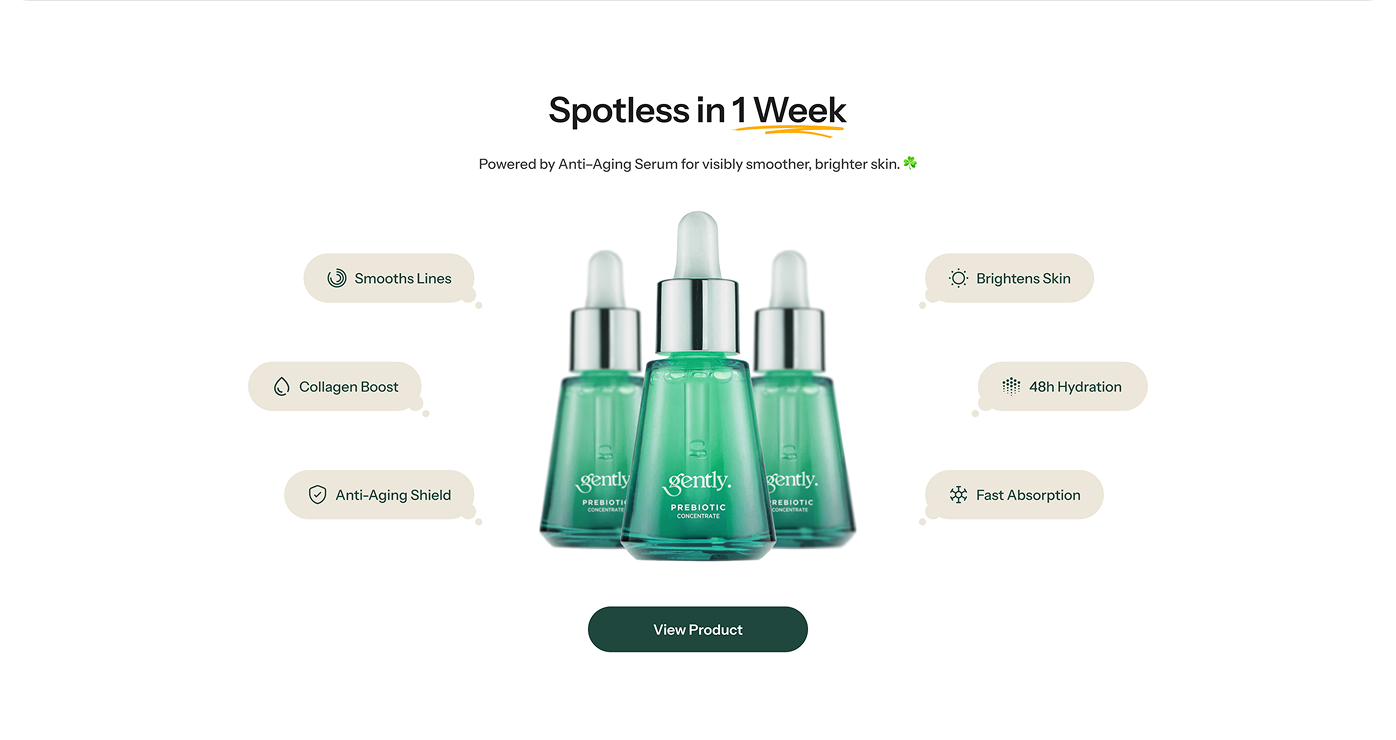 Spotless in 1 Week
Powered by Anti–Aging Serum for visibly smoother, brighter skin. ☘️
Smooths Lines
Brightens Skin
Collagen Boost
48h Hydration
Anti-Aging Shield
Fast Absorption
gently
PREBIOTIC
CONCENTRATE
gently.
PREBIOTIC
CONCENTRATE
gently.
PREBIOTIC
CONCENTRATE
View Product